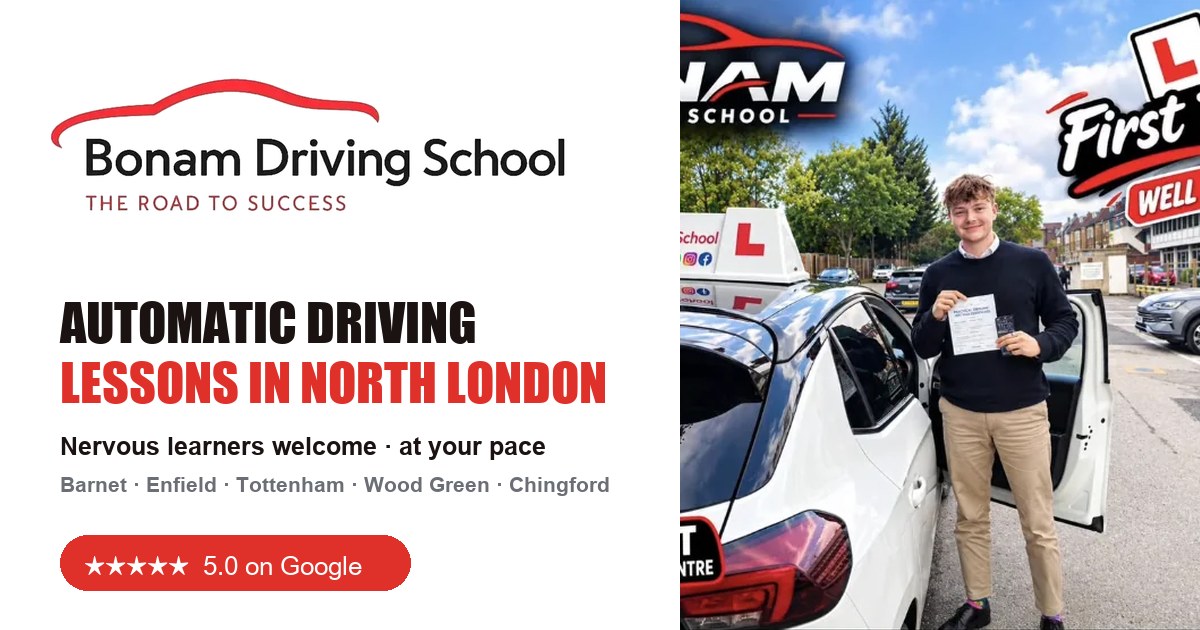 Bonam Driving School
THE ROAD TO SUCCESS
AUTOMATIC DRIVING
LESSONS IN NORTH LONDON
Nervous learners welcome · at your pace
Barnet · Enfield · Tottenham · Wood Green · Chingford
★★★★★ 5.0 on Google
NAM
SCHOOL
L
First
WELL
School
L
T
NTRE